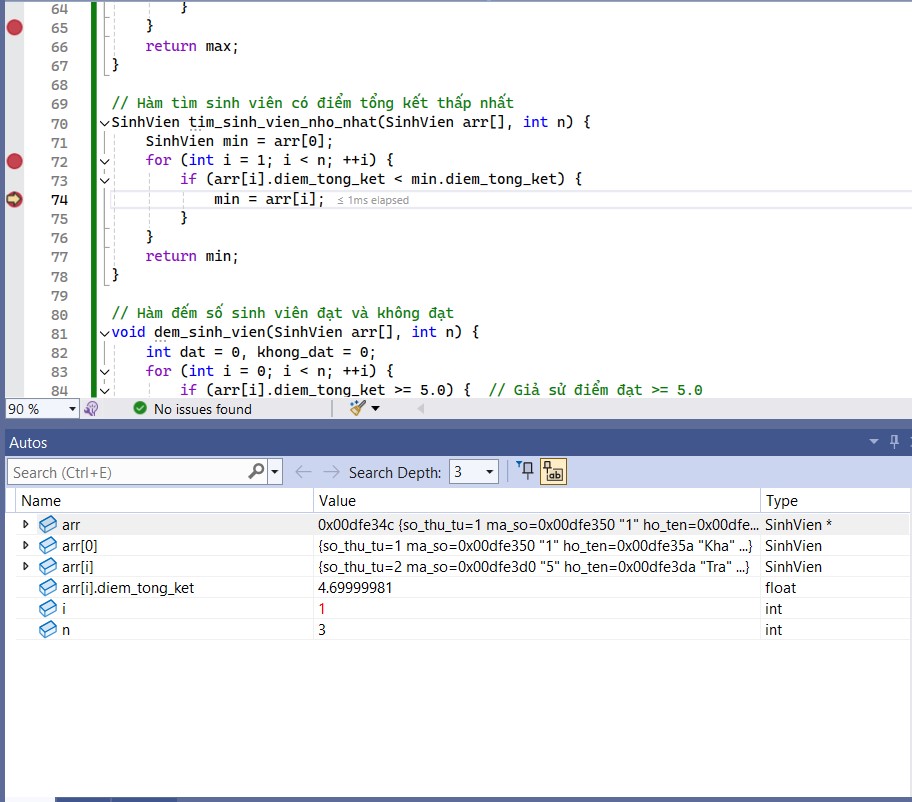 64 }
65 }
66 return max;
67 }
68
69 // Hàm tìm sinh viên có điểm tổng kết thấp nhất
70 SinhVien tim_sinh_vien_nho_nhat(SinhVien arr[], int n) {
71 SinhVien min = arr[0];
72 for (int i = 1; i < n; ++i) {
73 if (arr[i].diem_tong_ket < min.diem_tong_ket) {
74 min = arr[i]; ≤ 1ms elapsed
75 }
76 }
77 return min;
78 }
79
80 // Hàm đếm số sinh viên đạt và không đạt
81 void dem_sinh_vien(SinhVien arr[], int n) {
82 int dat = 0, khong_dat = 0;
83 for (int i = 0; i < n; ++i) {
84 if (arr[i].diem_tong_ket >= 5.0) { // Giả sử điểm đạt >= 5.0
90 % No issues found
Autos
Search (Ctrl+E) Search Depth: 3
Name Value Type
arr 0x00dfe34c {so_thu_tu=1 ma_so=0x00dfe350 "1" ho_ten=0x00dfe... SinhVien *
arr[0] {so_thu_tu=1 ma_so=0x00dfe350 "1" ho_ten=0x00dfe35a "Kha" ...} SinhVien
arr[i] {so_thu_tu=2 ma_so=0x00dfe3d0 "5" ho_ten=0x00dfe3da "Tra" ...} SinhVien
arr[i].diem_tong_ket 4.69999981 float
i 1 int
n 3 int